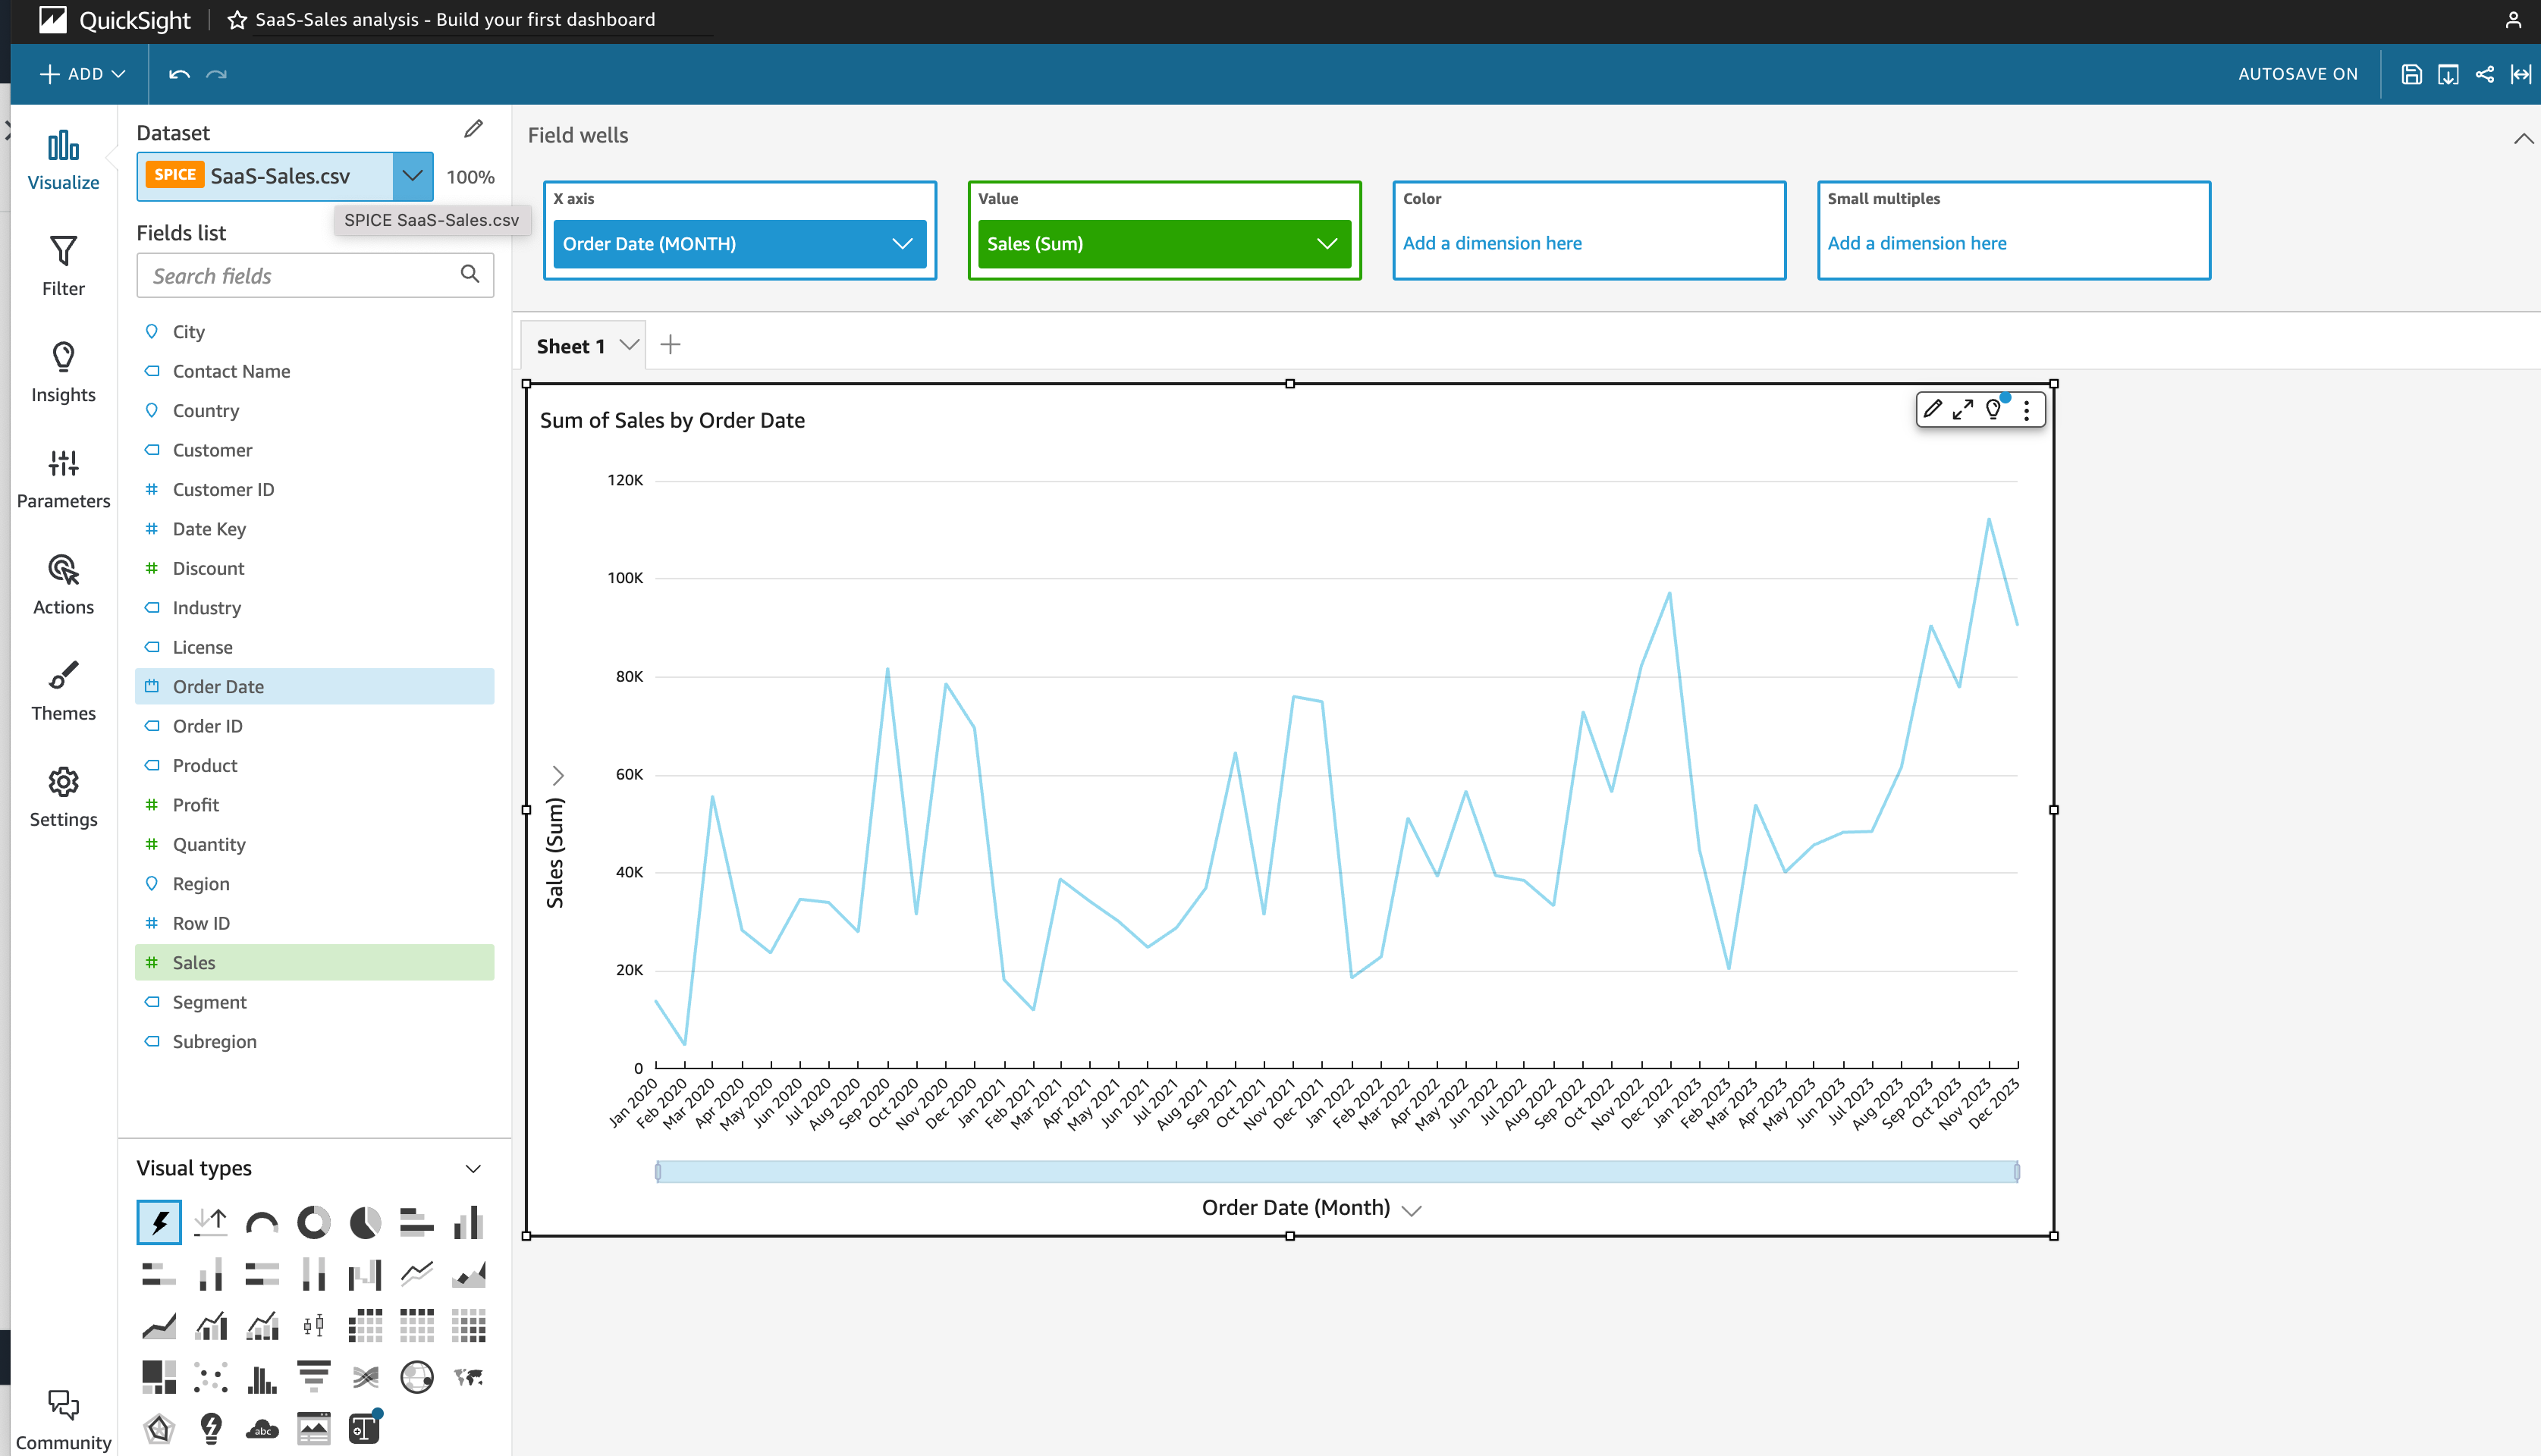 QuickSight
SaaS-Sales analysis - Build your first dashboard
ADD
AUTOSAVE ON
Visualize
Filter
Insights
Parameters
Actions
Themes
Settings
Community
Dataset
SPICE SaaS-Sales.csv
100%
SPICE SaaS-Sales.csv
Fields list
Search fields
City
Contact Name
Country
Customer
Customer ID
Date Key
Discount
Industry
License
Order Date
Order ID
Product
Profit
Quantity
Region
Row ID
Sales
Segment
Subregion
Visual types
abc
Field wells
X axis
Order Date (MONTH)
Value
Sales (Sum)
Color
Add a dimension here
Small multiples
Add a dimension here
Sheet 1
Sum of Sales by Order Date
Sales (Sum)
120K
100K
80K
60K
40K
20K
0
Jan 2020
Feb 2020
Mar 2020
Apr 2020
May 2020
Jun 2020
Jul 2020
Aug 2020
Sep 2020
Oct 2020
Nov 2020
Dec 2020
Jan 2021
Feb 2021
Mar 2021
Apr 2021
May 2021
Jun 2021
Jul 2021
Aug 2021
Sep 2021
Oct 2021
Nov 2021
Dec 2021
Jan 2022
Feb 2022
Mar 2022
Apr 2022
May 2022
Jun 2022
Jul 2022
Aug 2022
Sep 2022
Oct 2022
Nov 2022
Dec 2022
Jan 2023
Feb 2023
Mar 2023
Apr 2023
May 2023
Jun 2023
Jul 2023
Aug 2023
Sep 2023
Oct 2023
Nov 2023
Dec 2023
Order Date (Month)